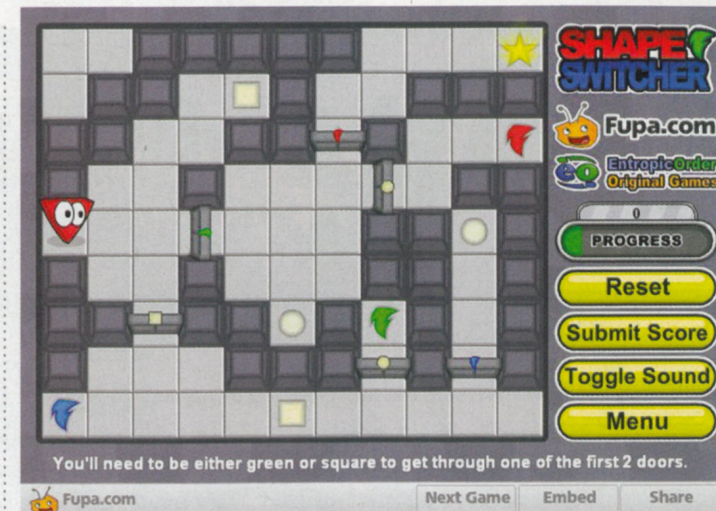 SHAPE
SWITCHER
Fupa.com
EntropicOrder
Original Games
0
PROGRESS
Reset
Submit Score
Toggle Sound
Menu
You'll need to be either green or square to get through one of the first 2 doors.
Fupa.com
Next Game
Embed
Share